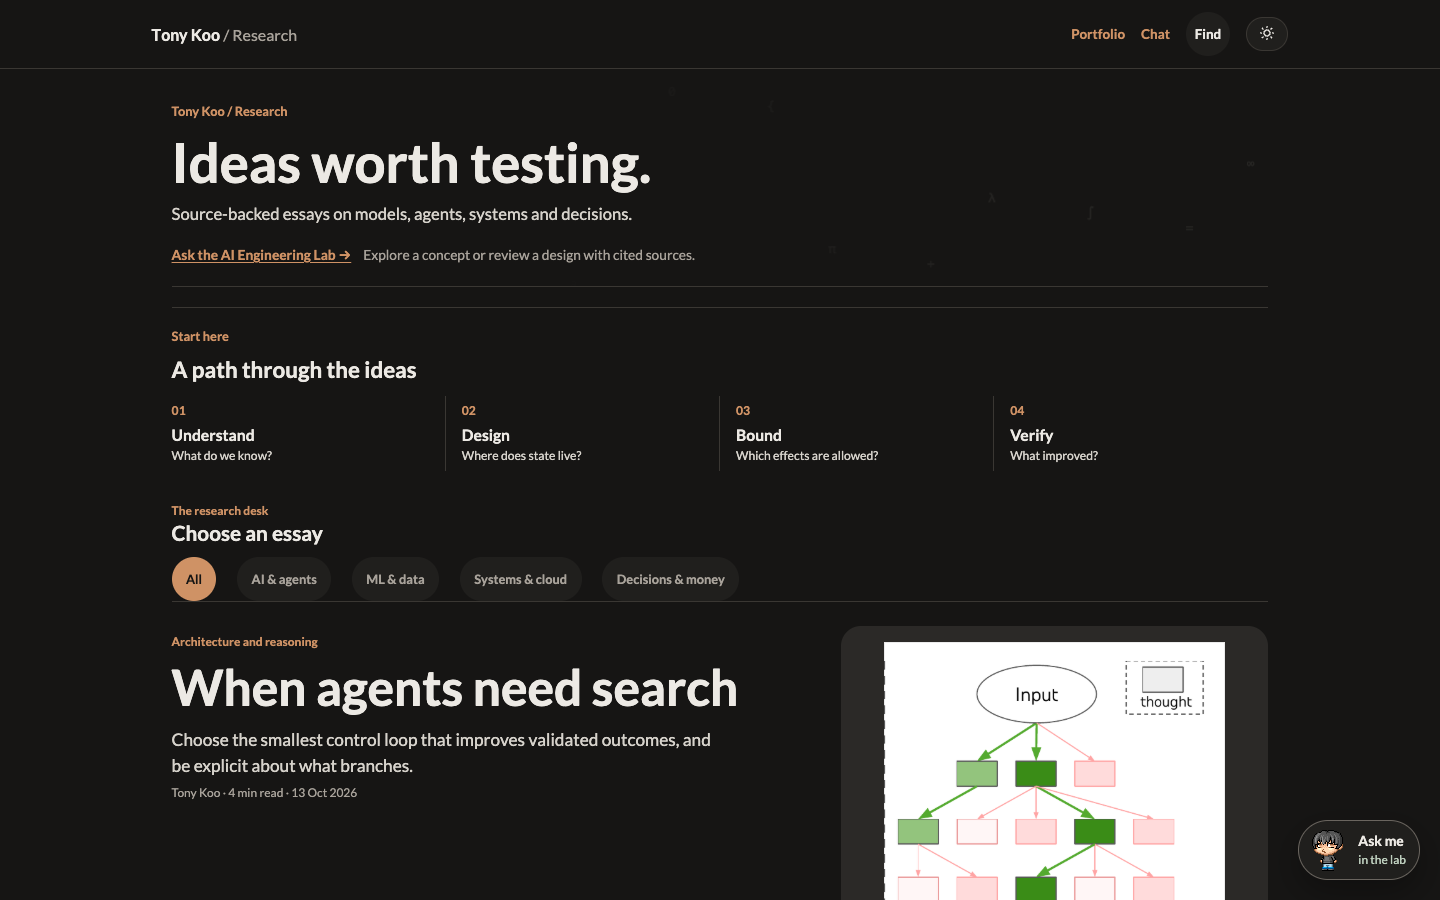 Tony Koo / Research
Portfolio
Chat
Find
Tony Koo / Research
Ideas worth testing.
Source-backed essays on models, agents, systems and decisions.
Ask the AI Engineering Lab → Explore a concept or review a design with cited sources.
Start here
A path through the ideas
01
Understand
What do we know?
02
Design
Where does state live?
03
Bound
Which effects are allowed?
04
Verify
What improved?
The research desk
Choose an essay
All
AI & agents
ML & data
Systems & cloud
Decisions & money
Architecture and reasoning
When agents need search
Choose the smallest control loop that improves validated outcomes, and
be explicit about what branches.
Tony Koo · 4 min read · 13 Oct 2026
Input
thought
Ask me
in the lab